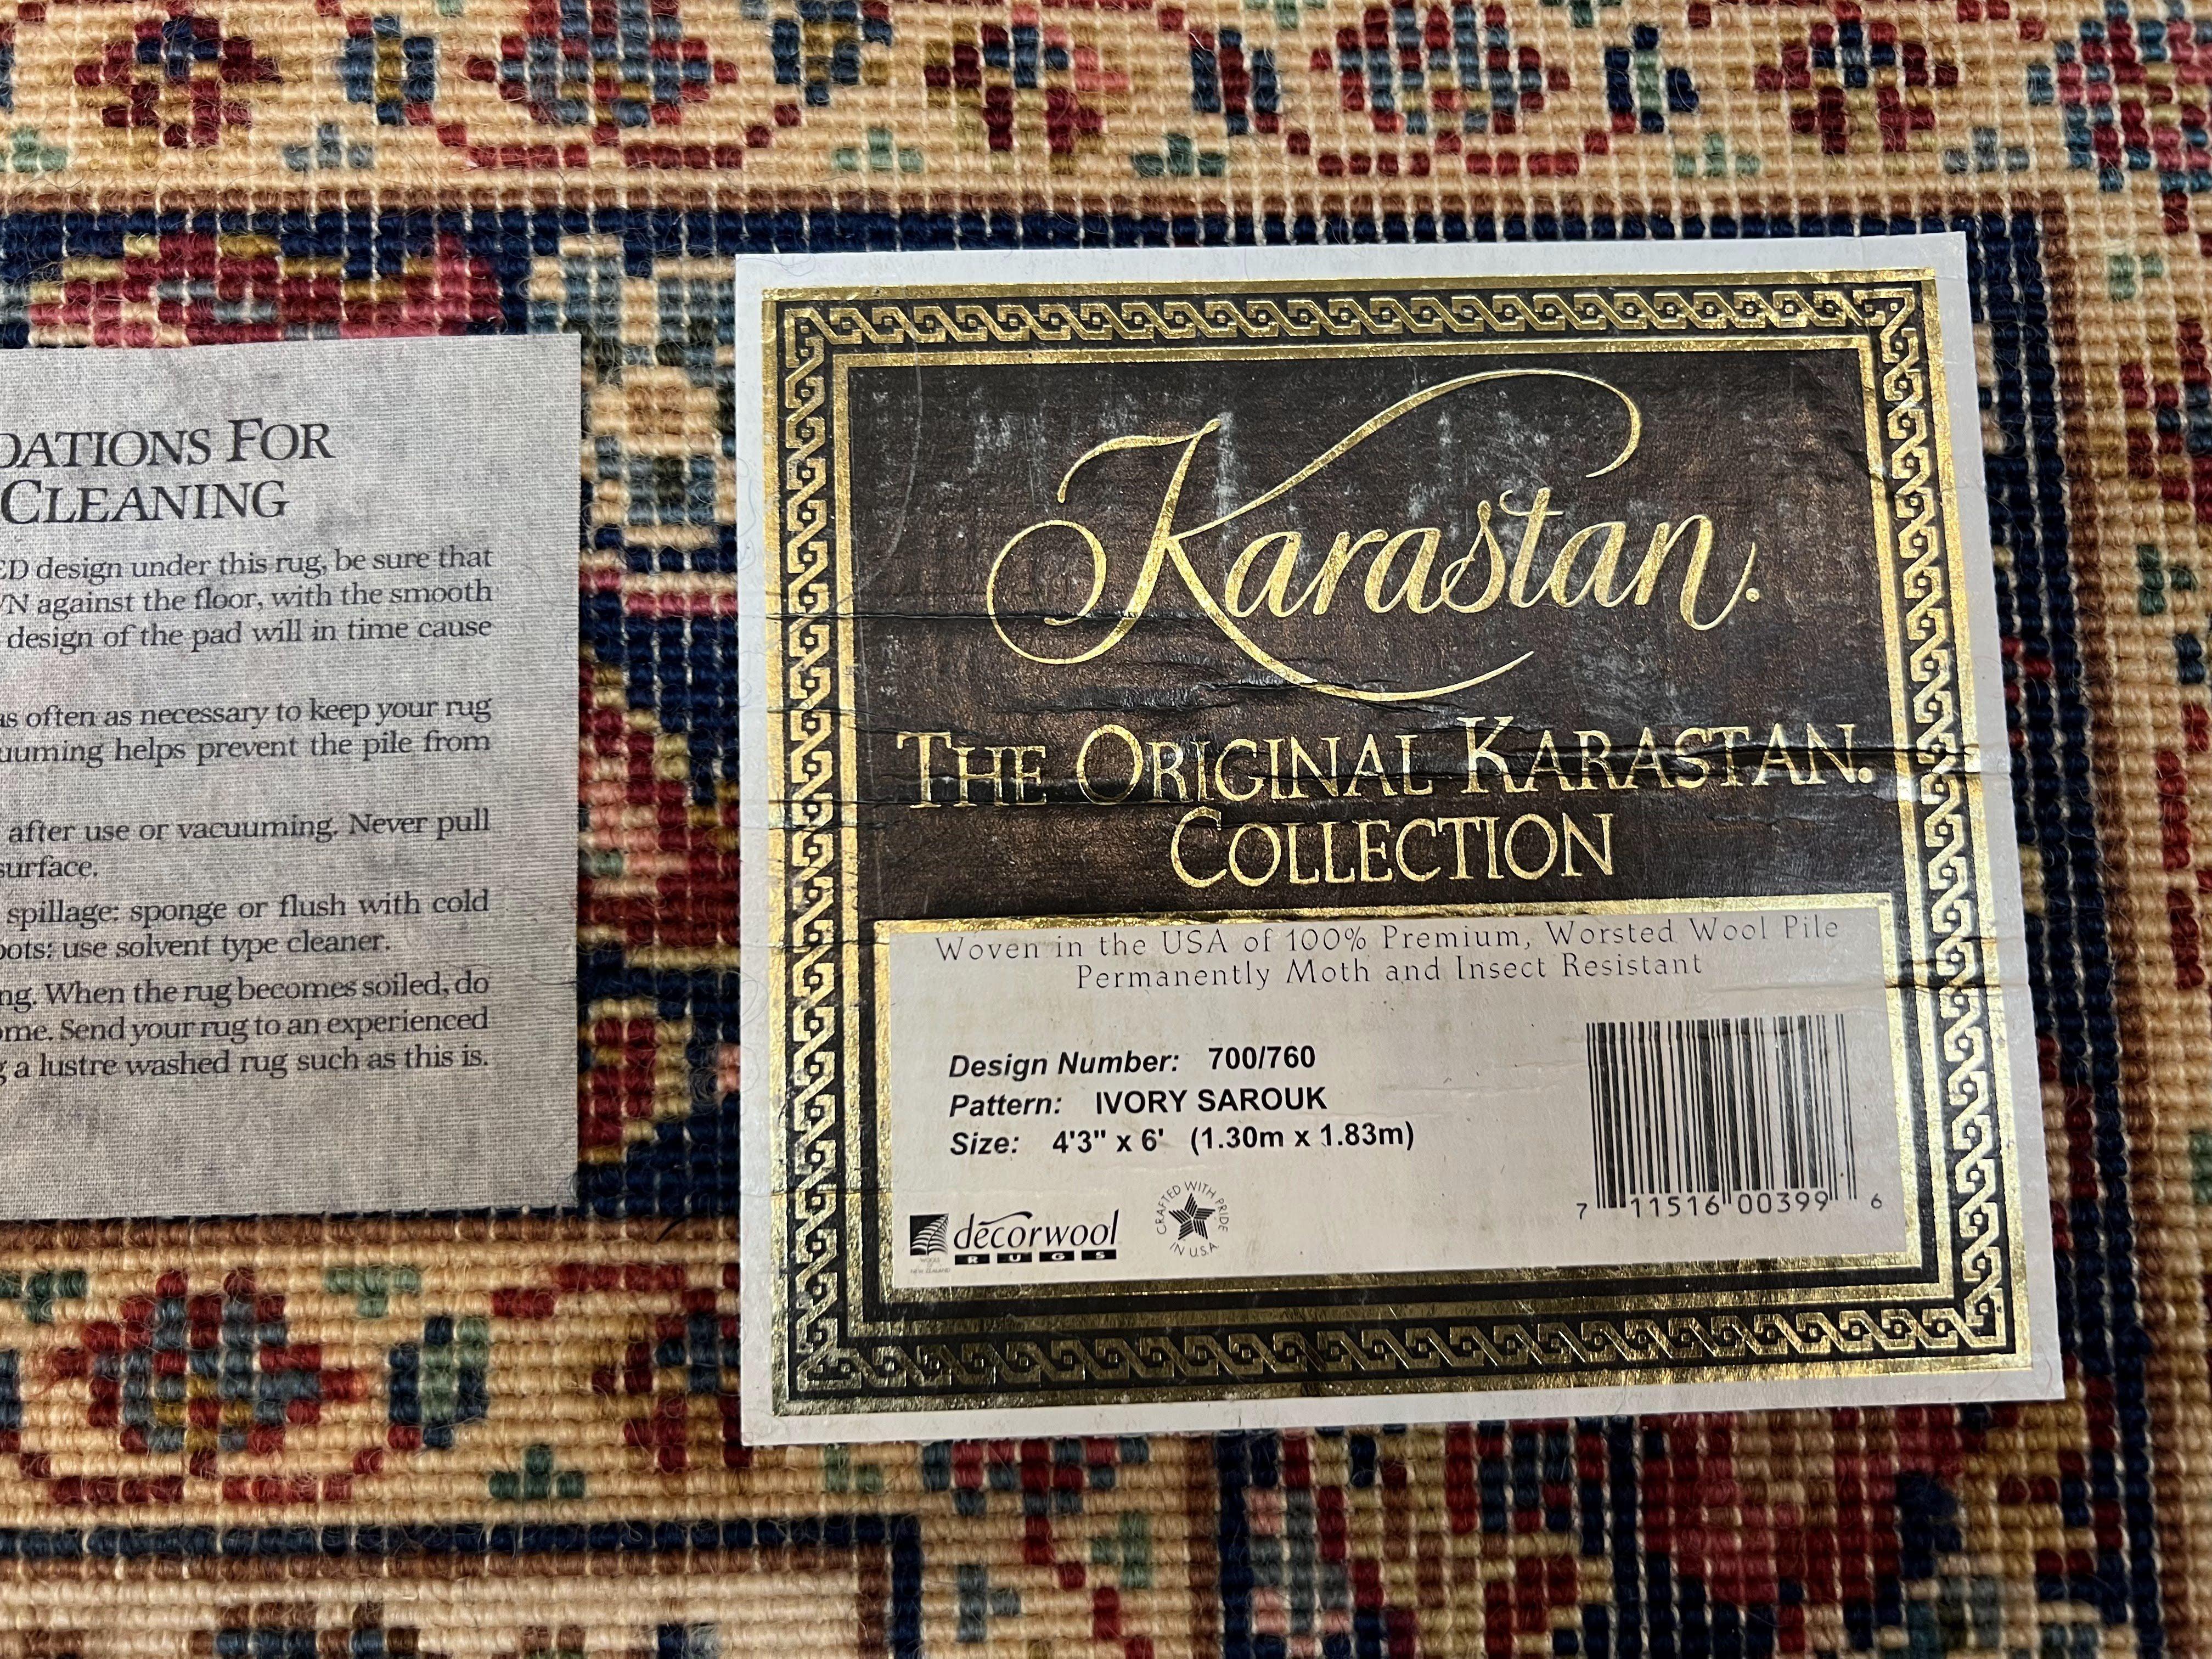 DATIONS FOR
CLEANING
ED design under this rug, be sure that
against the floor, with the smooth
design of the pad will in time cause
as often as necessary to keep your rug
uuming helps prevent the pile from
after use or vacuuming. Never pull
surface.
spillage: sponge or flush with cold
pots: use solvent type cleaner.
ng. When the rug becomes soiled, do
ome. Send your rug to an experienced
g a lustre washed rug such as this is.
Karastan.
THE ORIGINAL KARASTAN.
COLLECTION
Woven in the USA of 100% Premium, Worsted Wool Pile
Permanently Moth and Insect Resistant
Design Number: 700/760
Pattern: IVORY SAROUK
Size: 4'3" x 6' (1.30m x 1.83m)
decorwool
RUGS
WOOLS
OF
NEW ZEALAND
CRAFTED WITH PRIDE
IN U.S.A.
7 11516 00399 6